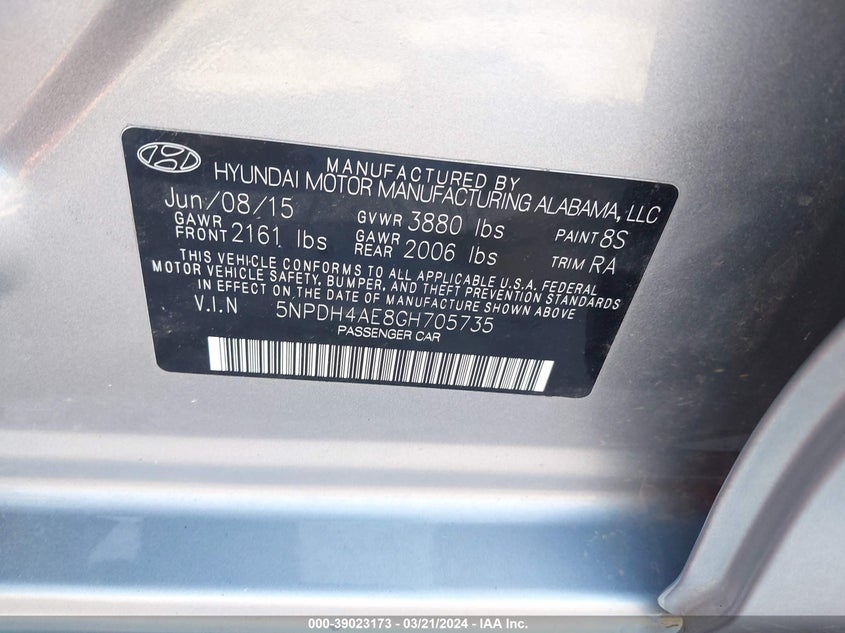 MANUFACTURED BY
HYUNDAI MOTOR MANUFACTURING ALABAMA, LLC
Jun/08/15 GVWR 3880 lbs PAINT 8S
GAWR FRONT 2161 lbs GAWR REAR 2006 lbs TRIM RA
THIS VEHICLE CONFORMS TO ALL APPLICABLE U.S.A. FEDERAL
MOTOR VEHICLE SAFETY, BUMPER, AND THEFT PREVENTION STANDARDS
IN EFFECT ON THE DATE OF MANUFACTURE SHOWN ABOVE
V.I.N 5NPDH4AE8GH705735
PASSENGER CAR
000-39023173 - 03/21/2024 - IAA Inc.